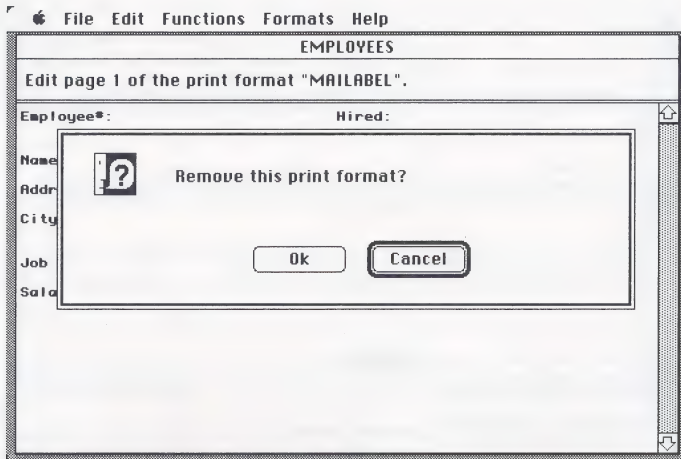 File Edit Functions Formats Help
EMPLOYEES
Edit page 1 of the print format "MAILABEL".
Employee#: Hired:
Name
Addr
City
Job
Sala
?
Remove this print format?
Ok Cancel